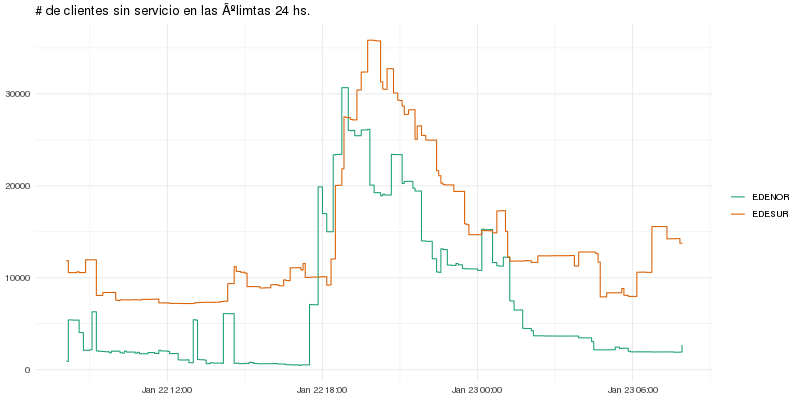 # de clientes sin servicio en las Ãºlimtas 24 hs.
30000
20000
10000
0
Jan 22 12:00
Jan 22 18:00
Jan 23 00:00
Jan 23 06:00
EDENOR
EDESUR